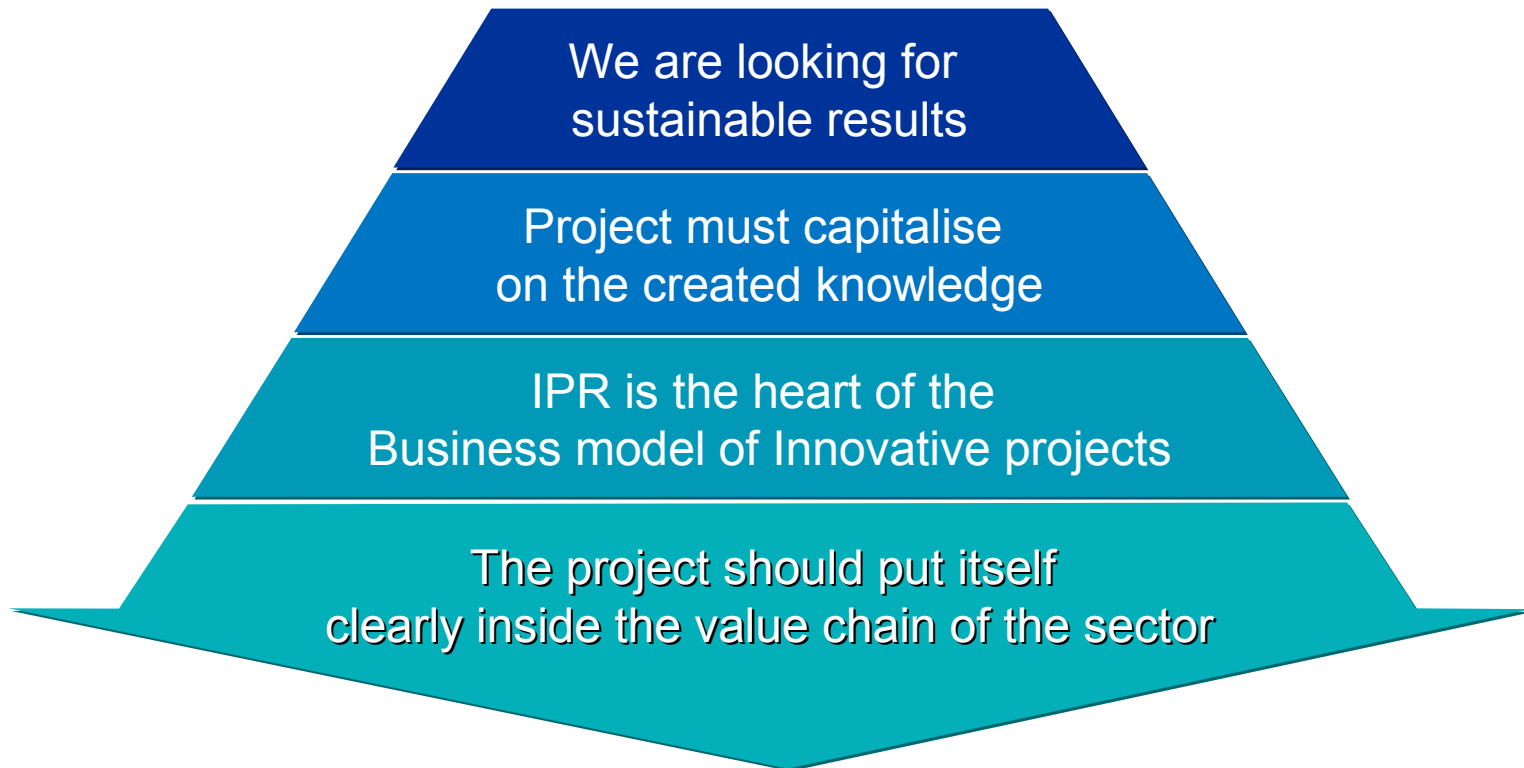 We are looking for
sustainable results
Project must capitalise
on the created knowledge
IPR is the heart of the
Business model of Innovative projects
The project should put itself
clearly inside the value chain of the sector